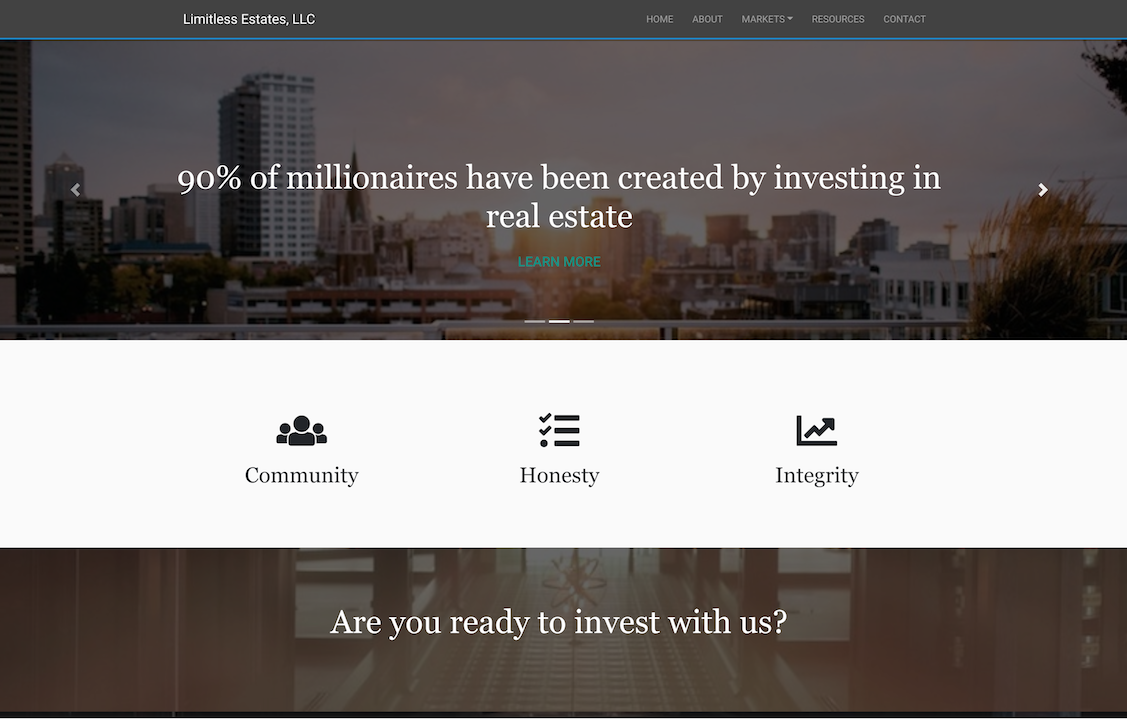 Limitless Estates, LLC
HOME ABOUT MARKETS RESOURCES CONTACT
90% of millionaires have been created by investing in
real estate
LEARN MORE
Community
Honesty
Integrity
Are you ready to invest with us?